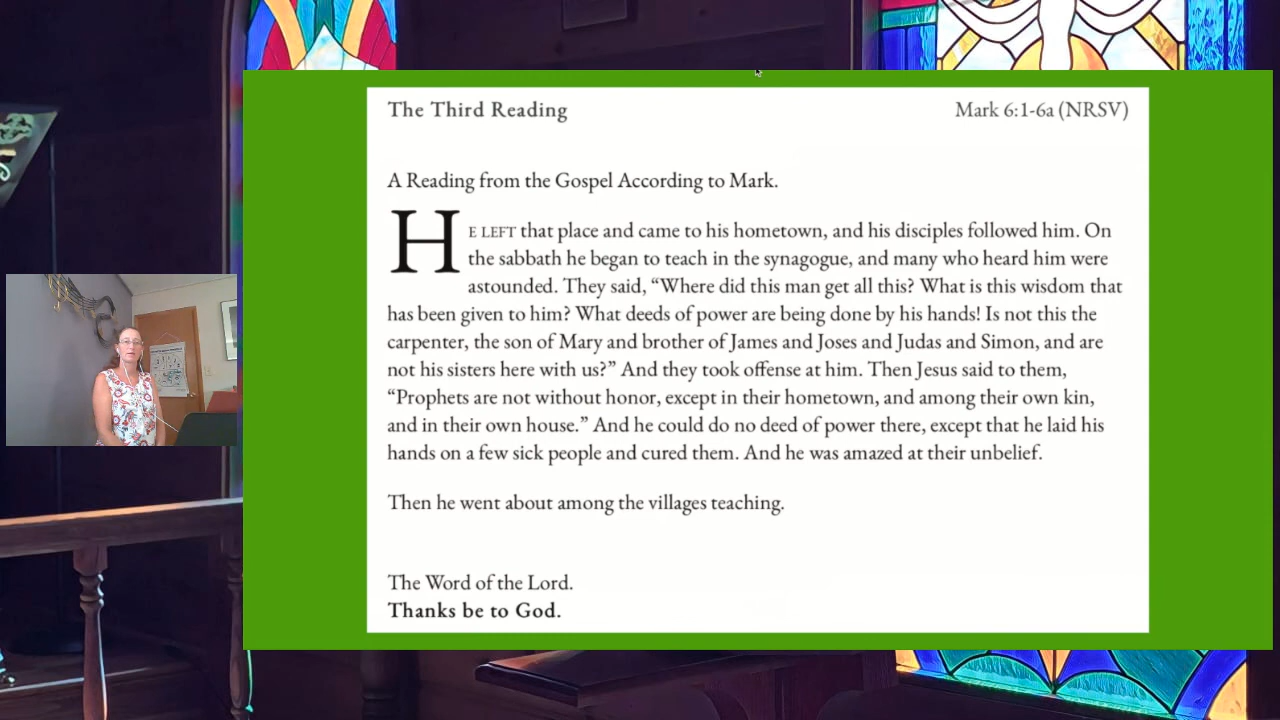 The Third Reading
Mark 6:1-6a (NRSV)
A Reading from the Gospel According to Mark.
HE LEFT that place and came to his hometown, and his disciples followed him. On
the sabbath he began to teach in the synagogue, and many who heard him were
astounded. They said, “Where did this man get all this? What is this wisdom that
has been given to him? What deeds of power are being done by his hands! Is not this the
carpenter, the son of Mary and brother of James and Joses and Judas and Simon, and are
not his sisters here with us?” And they took offense at him. Then Jesus said to them,
“Prophets are not without honor, except in their hometown, and among their own kin,
and in their own house.” And he could do no deed of power there, except that he laid his
hands on a few sick people and cured them. And he was amazed at their unbelief.
Then he went about among the villages teaching.
The Word of the Lord.
Thanks be to God.